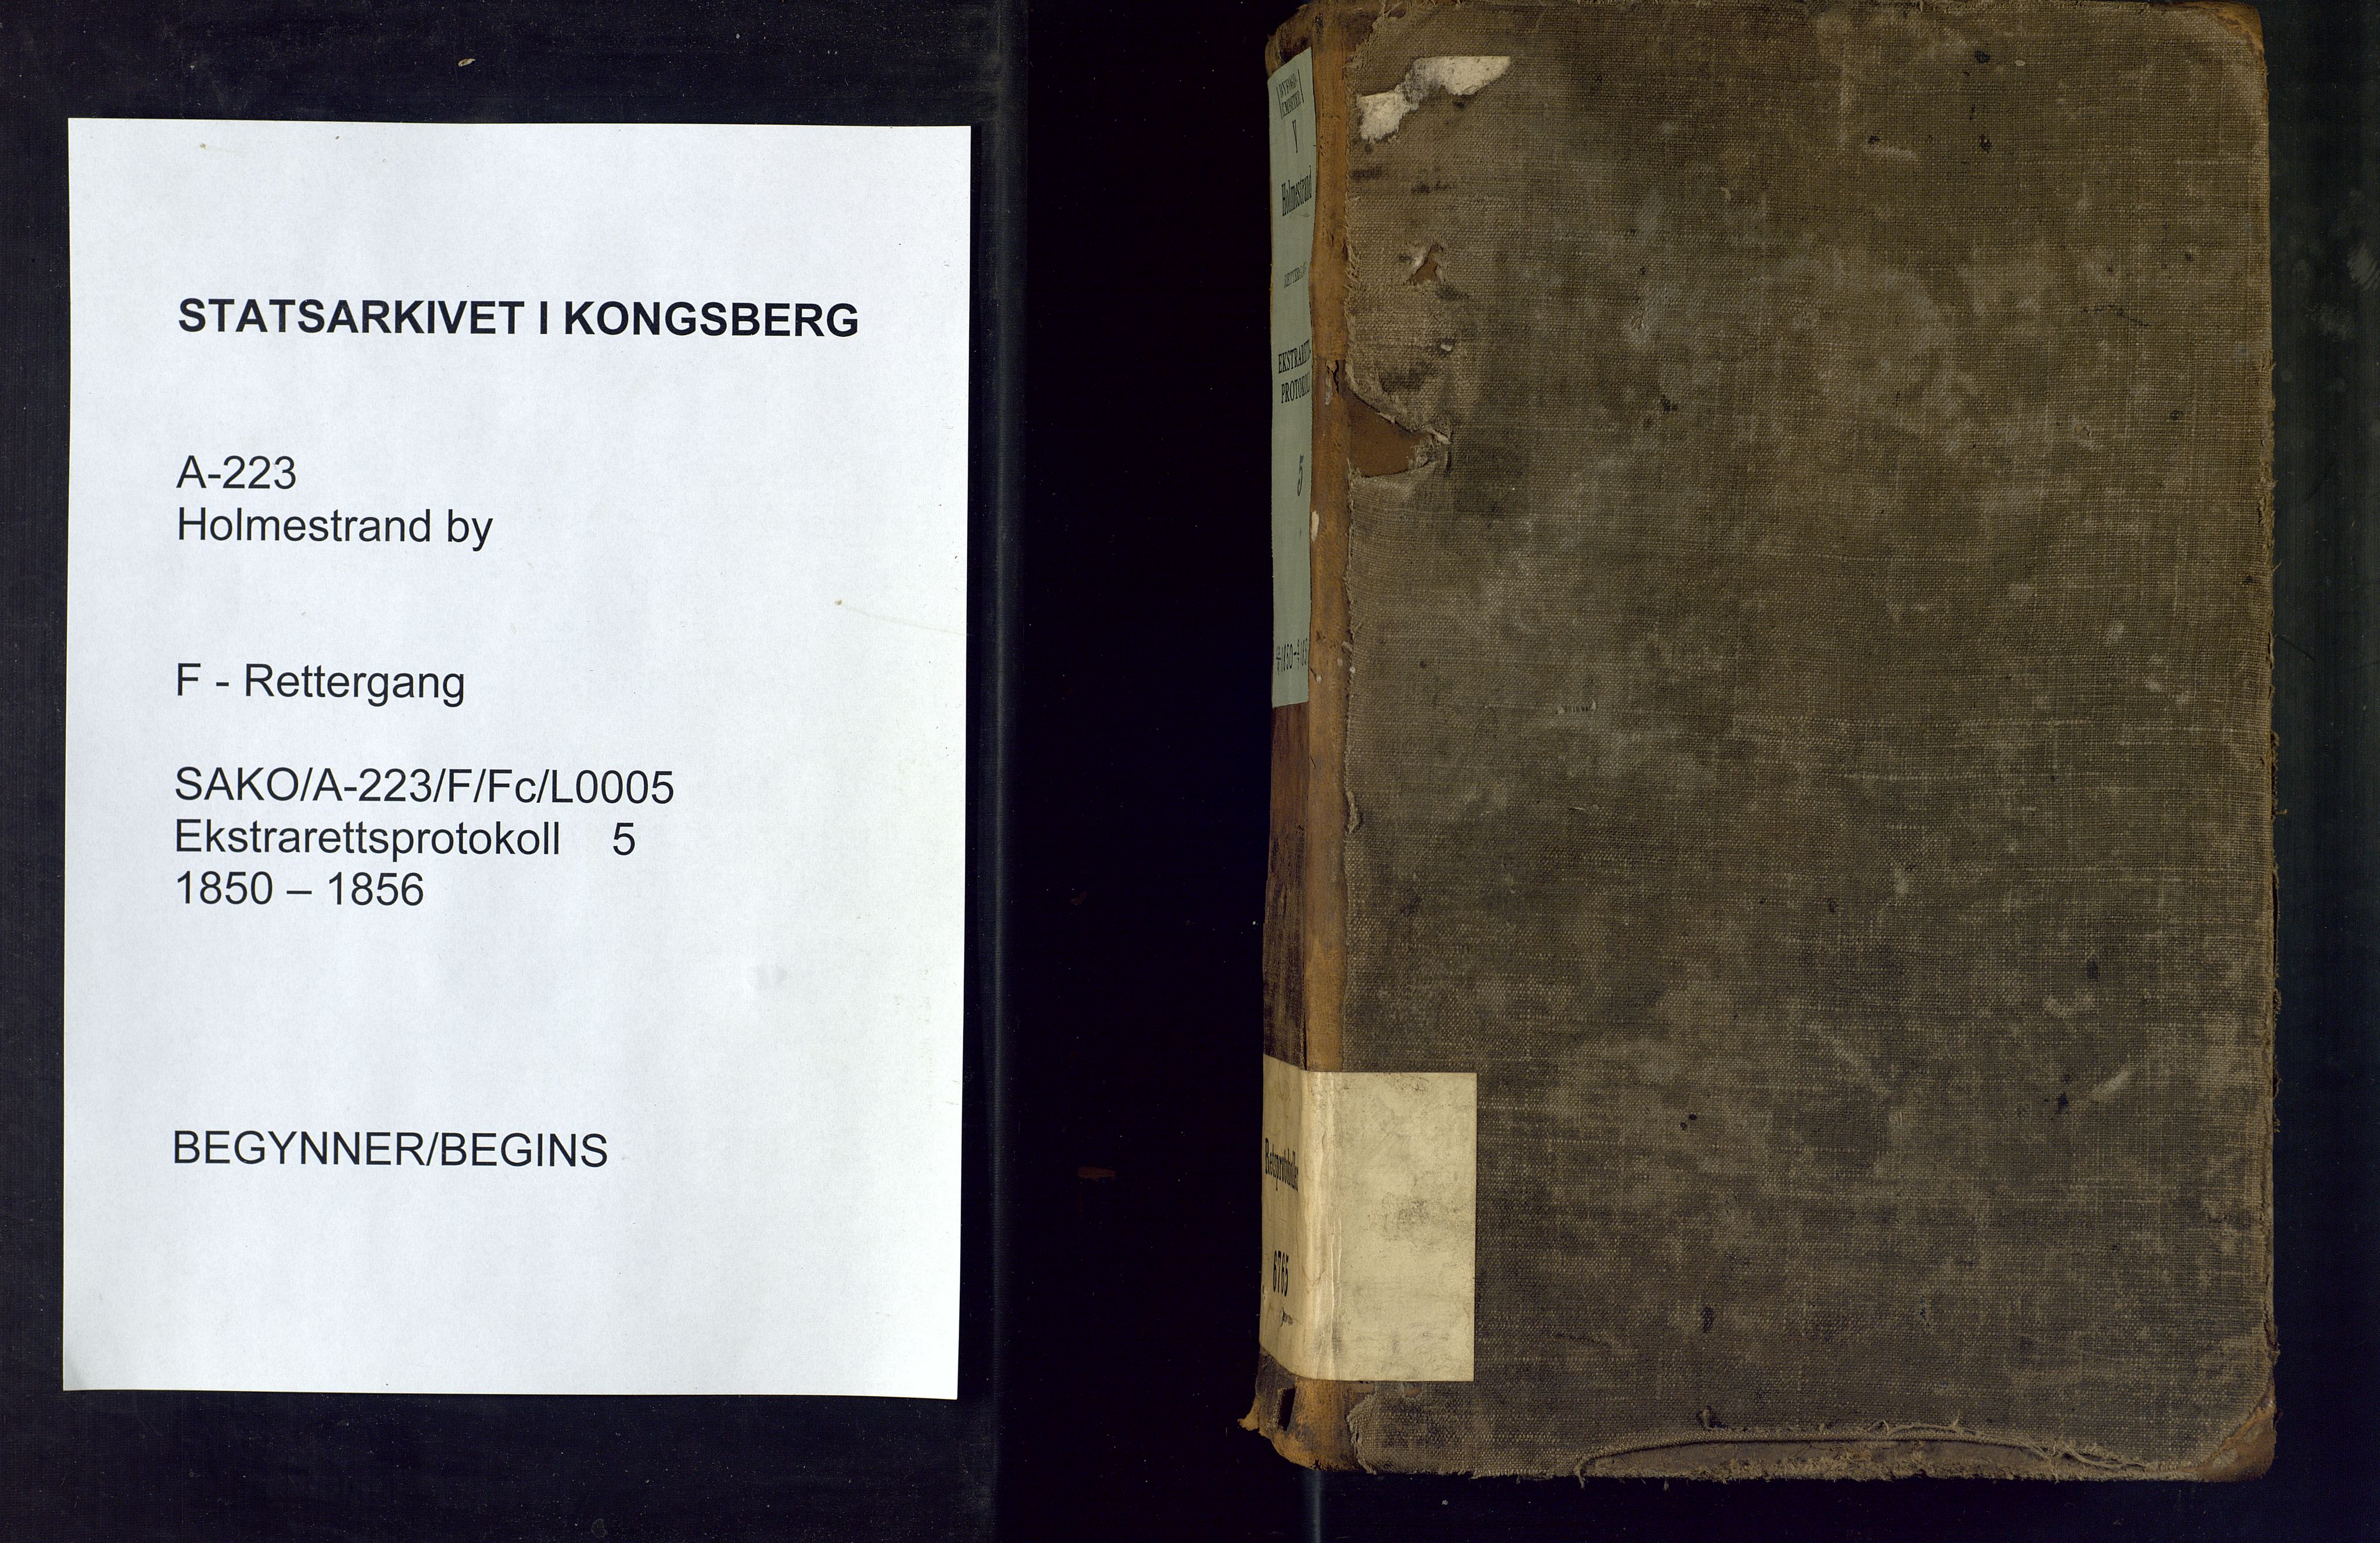 STATSARKIVET I KONGSBERG
A-223
Holmestrand by
F - Rettergang
SAKO/A-223/F/Fc/L0005
Ekstrarettsprotokoll 5
1850 – 1856
BEGYNNER/BEGINS
V
Holmestrand
EKSTRARETTS-
PROTOKOLL
5
6765